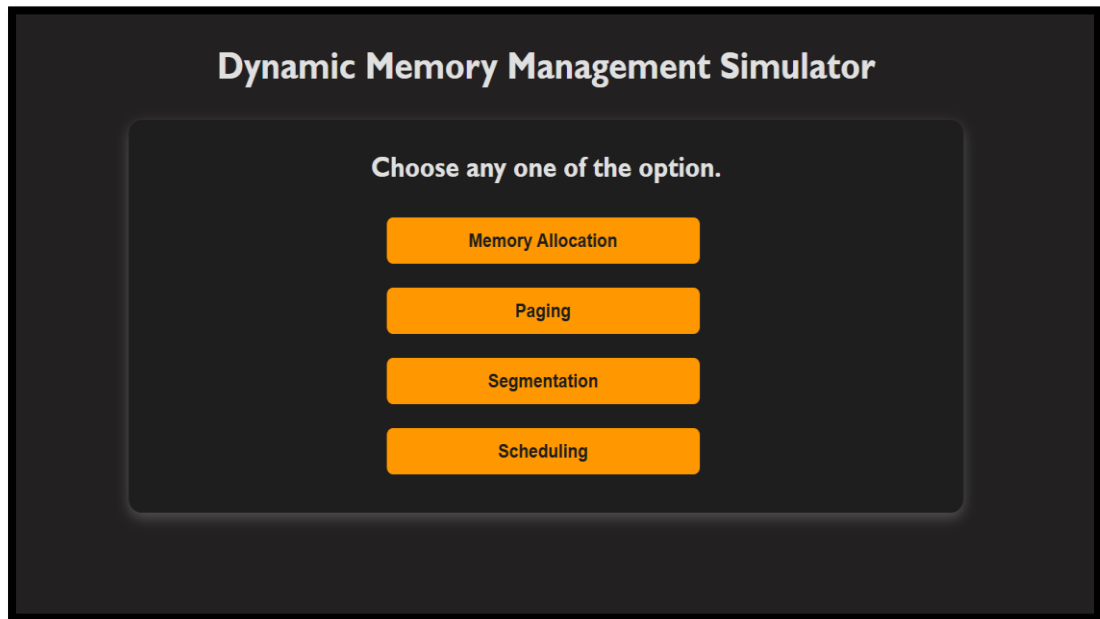 Dynamic Memory Management Simulator
Choose any one of the option.
Memory Allocation
Paging
Segmentation
Scheduling